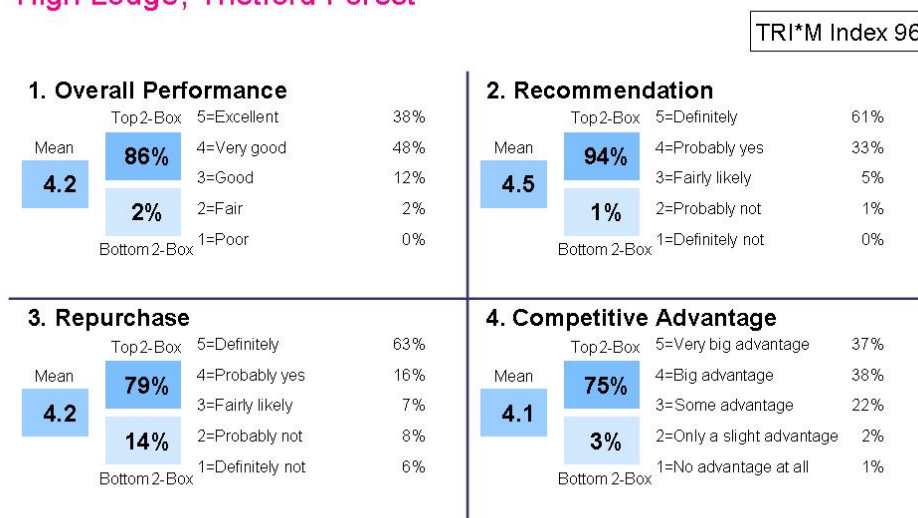 High Lodge, Thetford Forest
TRI*M Index 96
1. Overall Performance
Top2-Box 5=Excellent 38%
Mean 86% 4=Very good 48%
4.2 3=Good 12%
2% 2=Fair 2%
Bottom 2-Box 1=Poor 0%
2. Recommendation
Top2-Box 5=Definitely 61%
Mean 94% 4=Probably yes 33%
4.5 3=Fairly likely 5%
1% 2=Probably not 1%
Bottom 2-Box 1=Definitely not 0%
3. Repurchase
Top2-Box 5=Definitely 63%
Mean 79% 4=Probably yes 16%
4.2 3=Fairly likely 7%
14% 2=Probably not 8%
Bottom 2-Box 1=Definitely not 6%
4. Competitive Advantage
Top2-Box 5=Very big advantage 37%
Mean 75% 4=Big advantage 38%
4.1 3=Some advantage 22%
3% 2=Only a slight advantage 2%
Bottom 2-Box 1=No advantage at all 1%